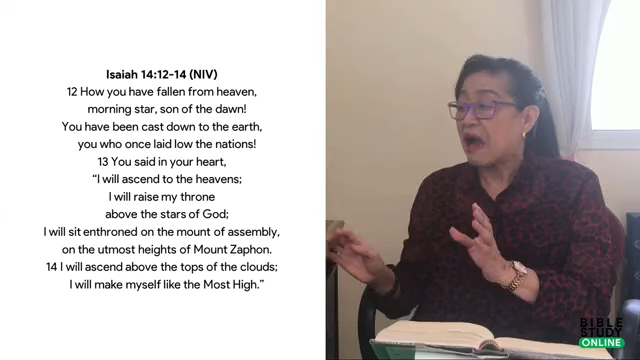 Isaiah 14:12-14 (NIV)
12 How you have fallen from heaven,
morning star, son of the dawn!
You have been cast down to the earth,
you who once laid low the nations!
13 You said in your heart,
“I will ascend to the heavens;
I will raise my throne
above the stars of God;
I will sit enthroned on the mount of assembly,
on the utmost heights of Mount Zaphon.
14 I will ascend above the tops of the clouds;
I will make myself like the Most High.”
BIBLE
STUDY
ONLINE